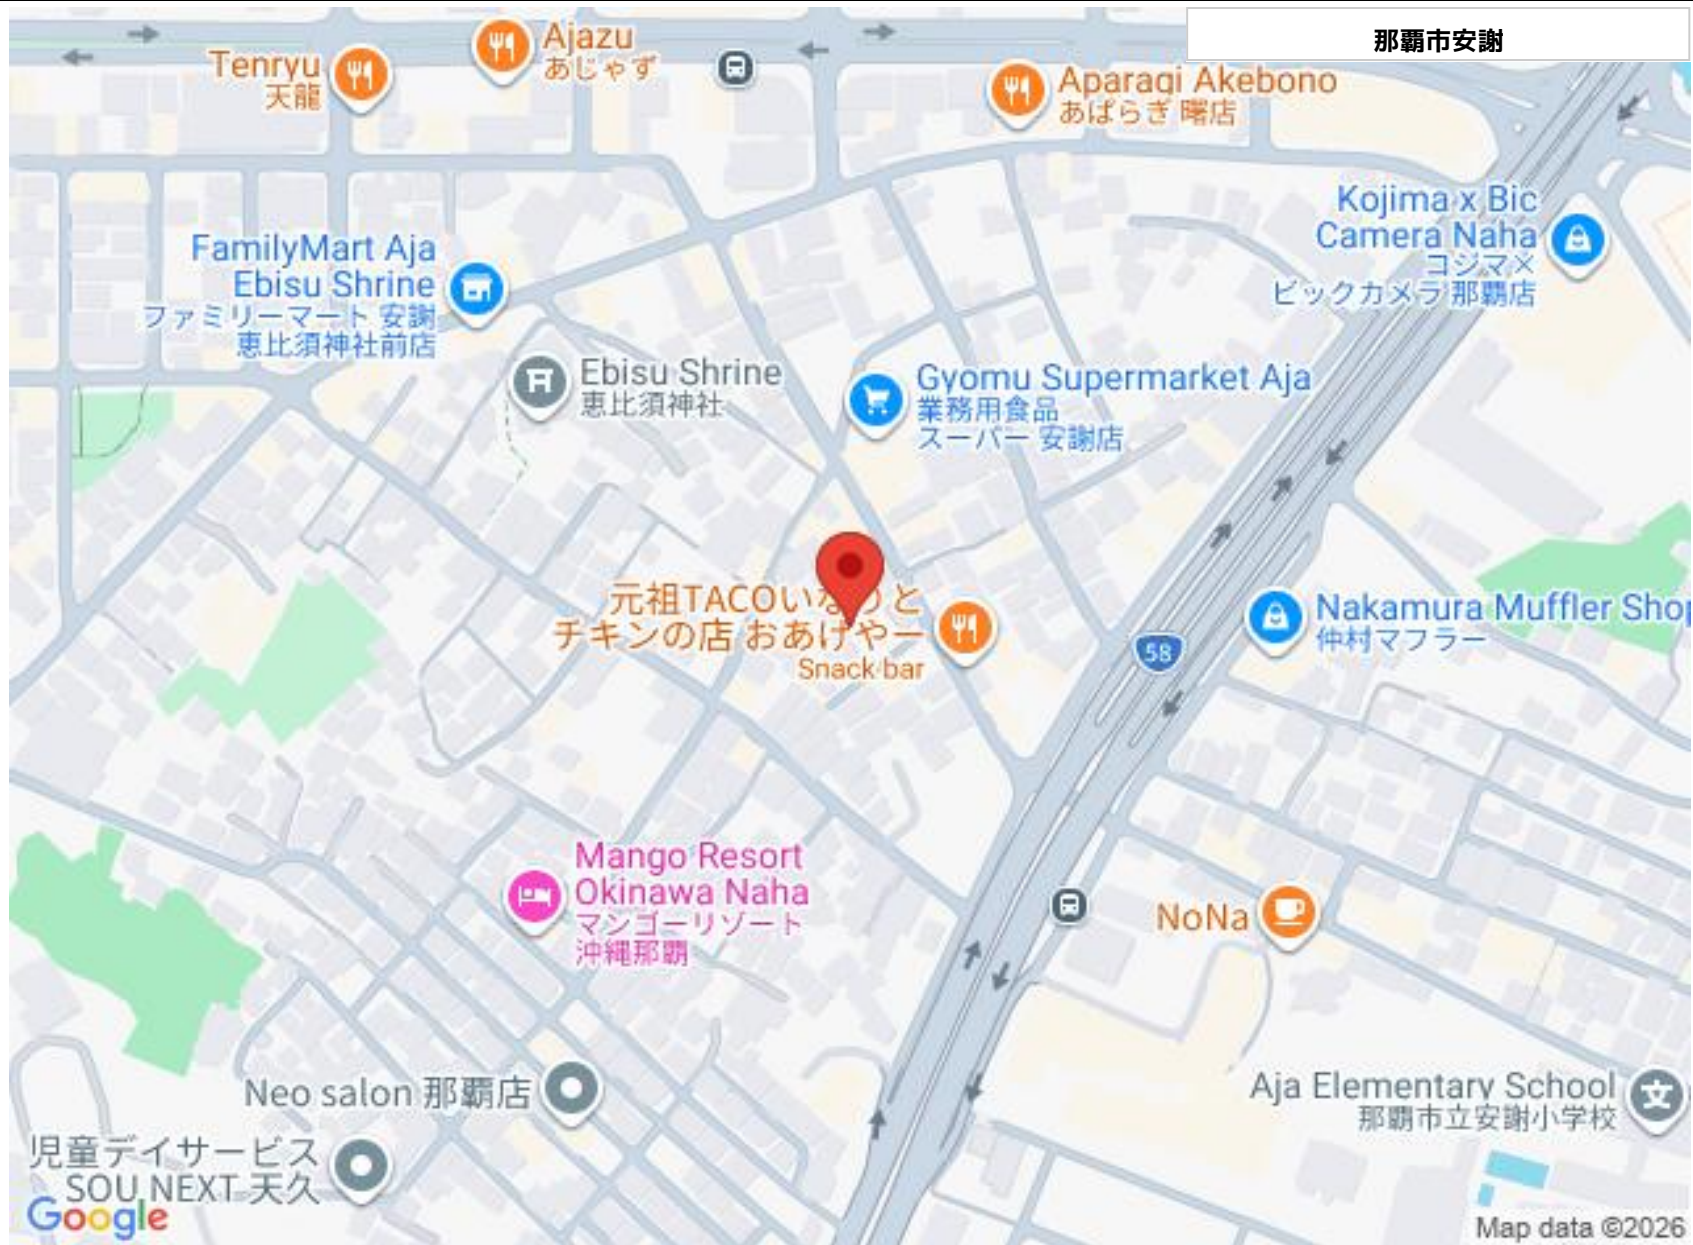 那覇市安謝
Tenryu
天龍
Ajazu
あじゃず
Aparagi Akebono
あぱらぎ 曙店
Kojima x Bic
Camera Naha
コジマ×
ビックカメラ 那覇店
FamilyMart Aja
Ebisu Shrine
ファミリーマート 安謝
恵比須神社前店
Ebisu Shrine
恵比須神社
Gyomu Supermarket Aja
業務用食品
スーパー 安謝店
元祖TACOいなりと
チキンの店 おあげやー
Snack bar
58
Nakamura Muffler Shop
仲村マフラー
Mango Resort
Okinawa Naha
マンゴーリゾート
沖縄那覇
NoNa
Neo salon 那覇店
Aja Elementary School
那覇市立安謝小学校
文
児童デイサービス
SOU NEXT 天久
Google
Map data ©2026